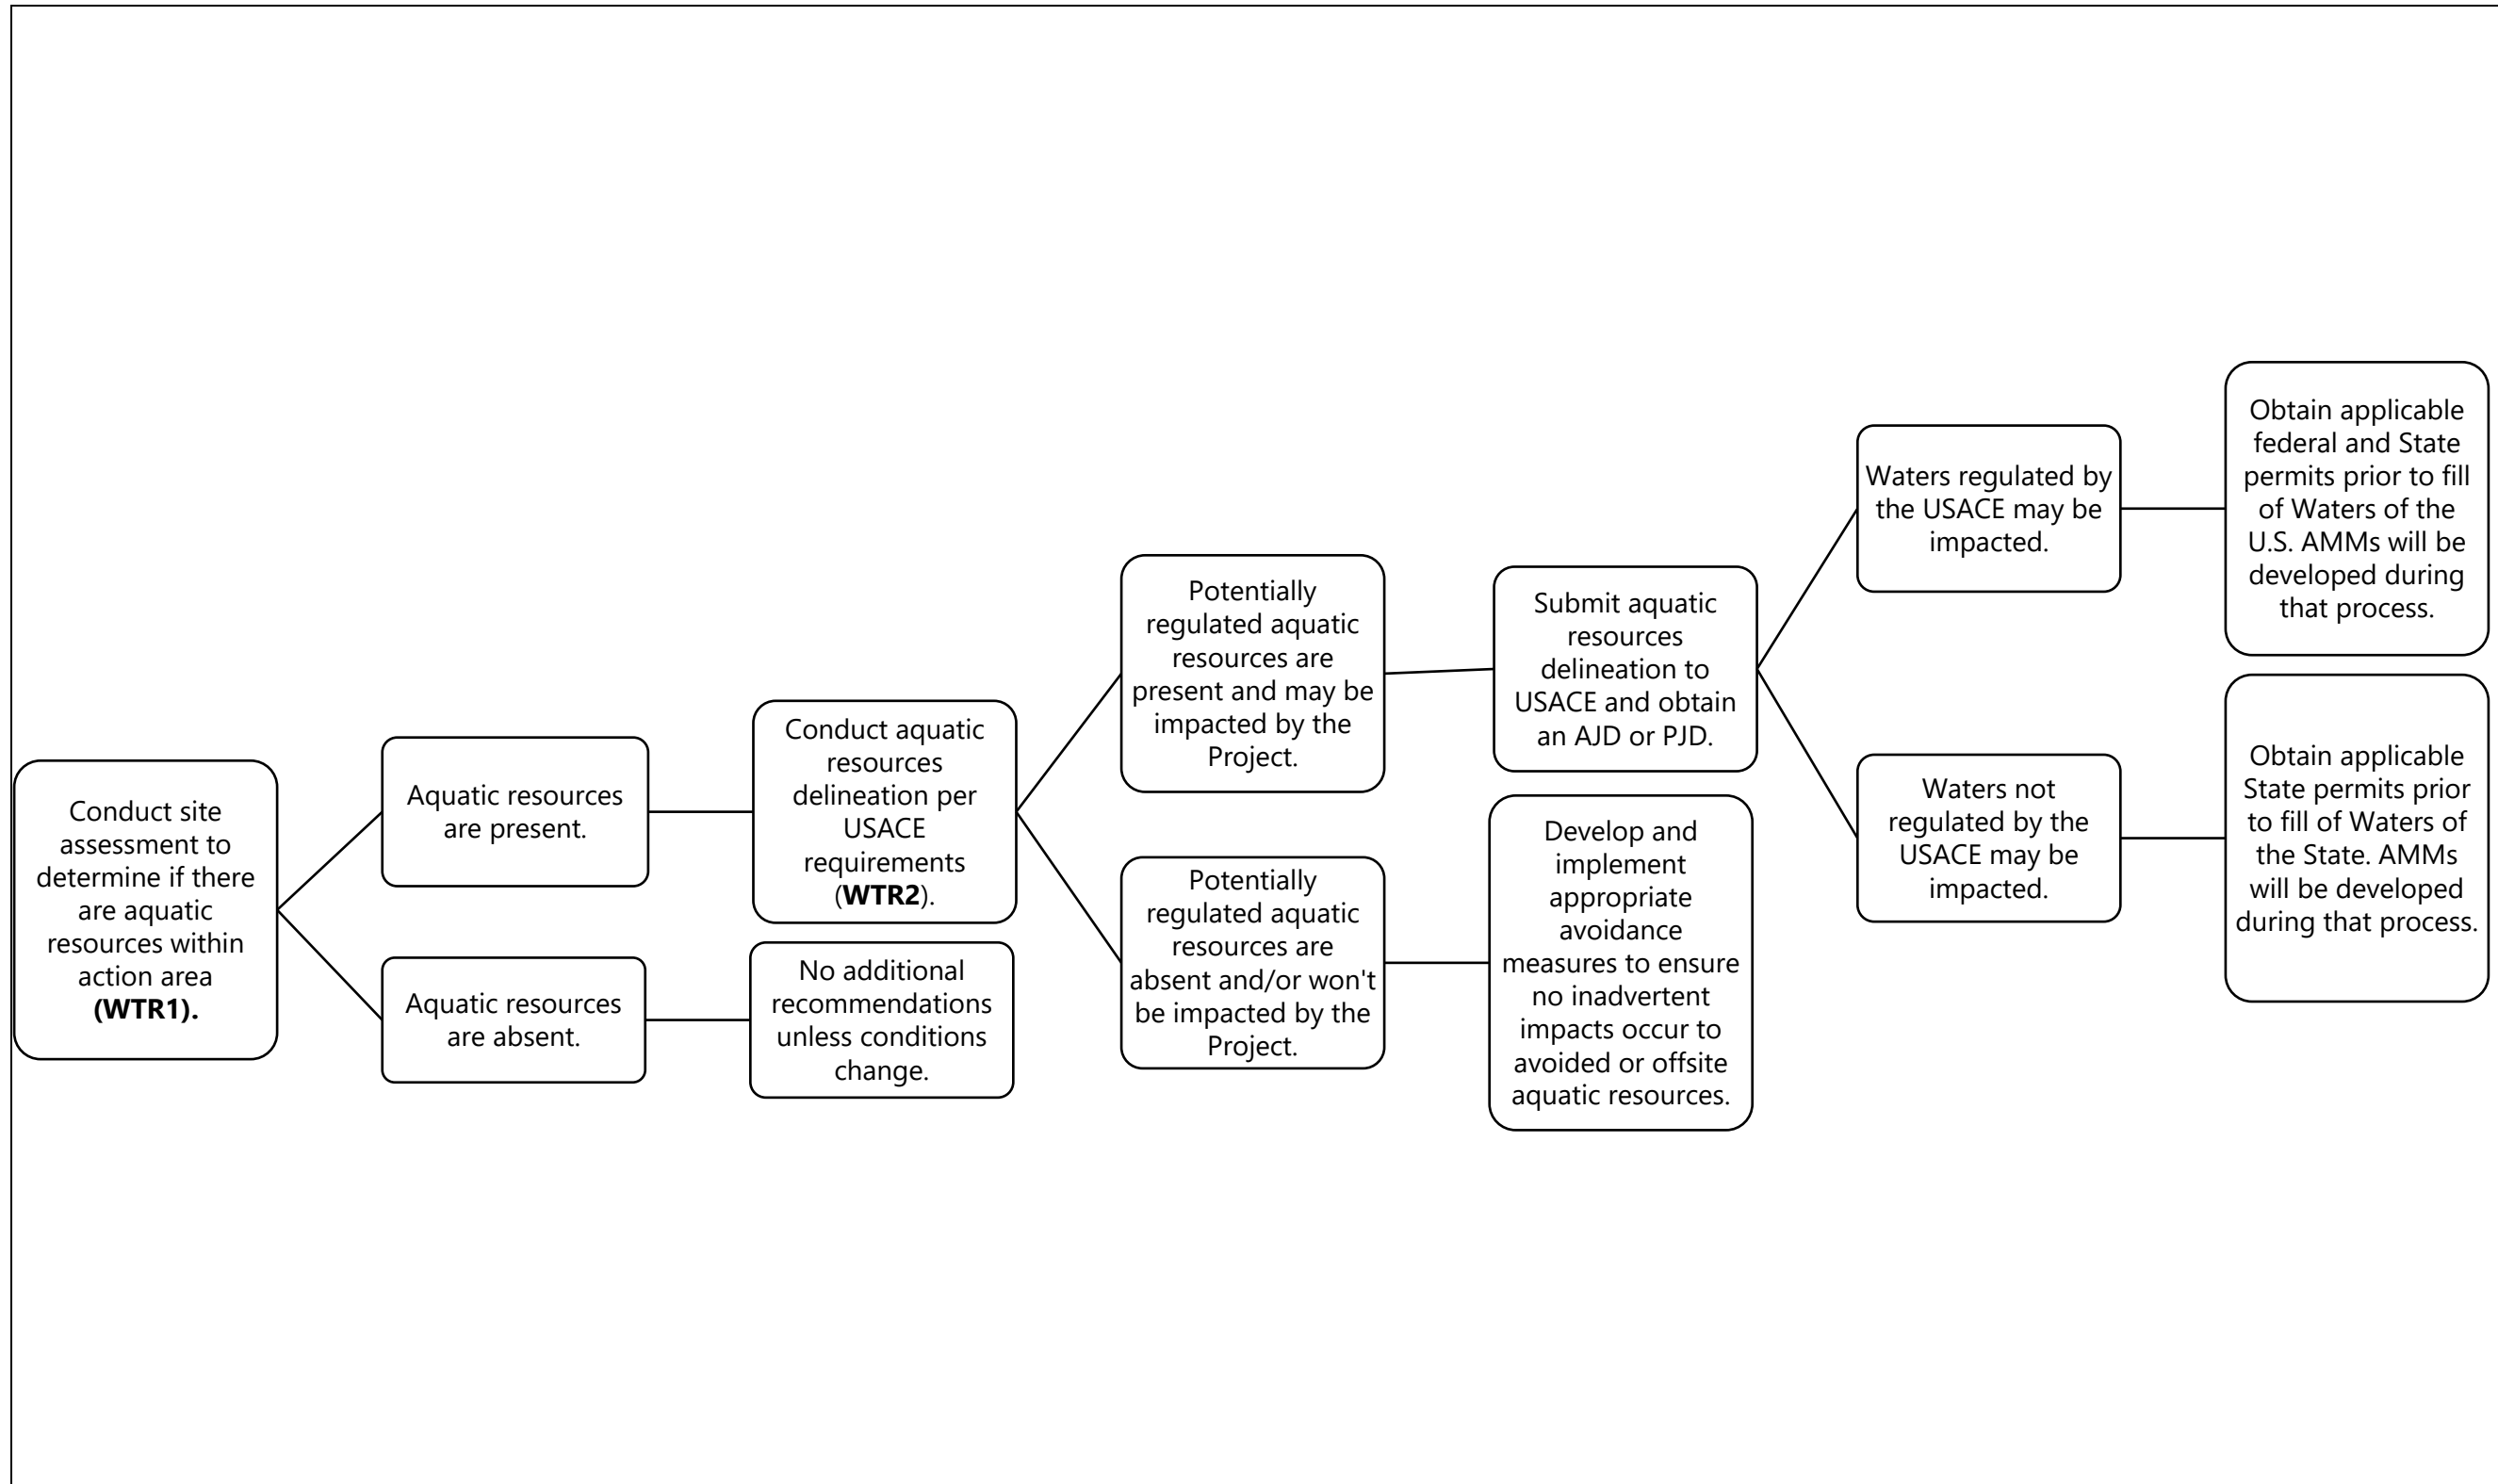 Conduct site
assessment to
determine if there
are aquatic
resources within
action area
(WTR1).
Aquatic resources
are present.
Aquatic resources
are absent.
Conduct aquatic
resources
delineation per
USACE
requirements
(WTR2).
No additional
recommendations
unless conditions
change.
Potentially
regulated aquatic
resources are
present and may be
impacted by the
Project.
Potentially
regulated aquatic
resources are
absent and/or won't
be impacted by the
Project.
Submit aquatic
resources
delineation to
USACE and obtain
an AJD or PJD.
Develop and
implement
appropriate
avoidance
measures to ensure
no inadvertent
impacts occur to
avoided or offsite
aquatic resources.
Waters regulated by
the USACE may be
impacted.
Waters not
regulated by the
USACE may be
impacted.
Obtain applicable
federal and State
permits prior to fill
of Waters of the
U.S. AMMs will be
developed during
that process.
Obtain applicable
State permits prior
to fill of Waters of
the State. AMMs
will be developed
during that process.